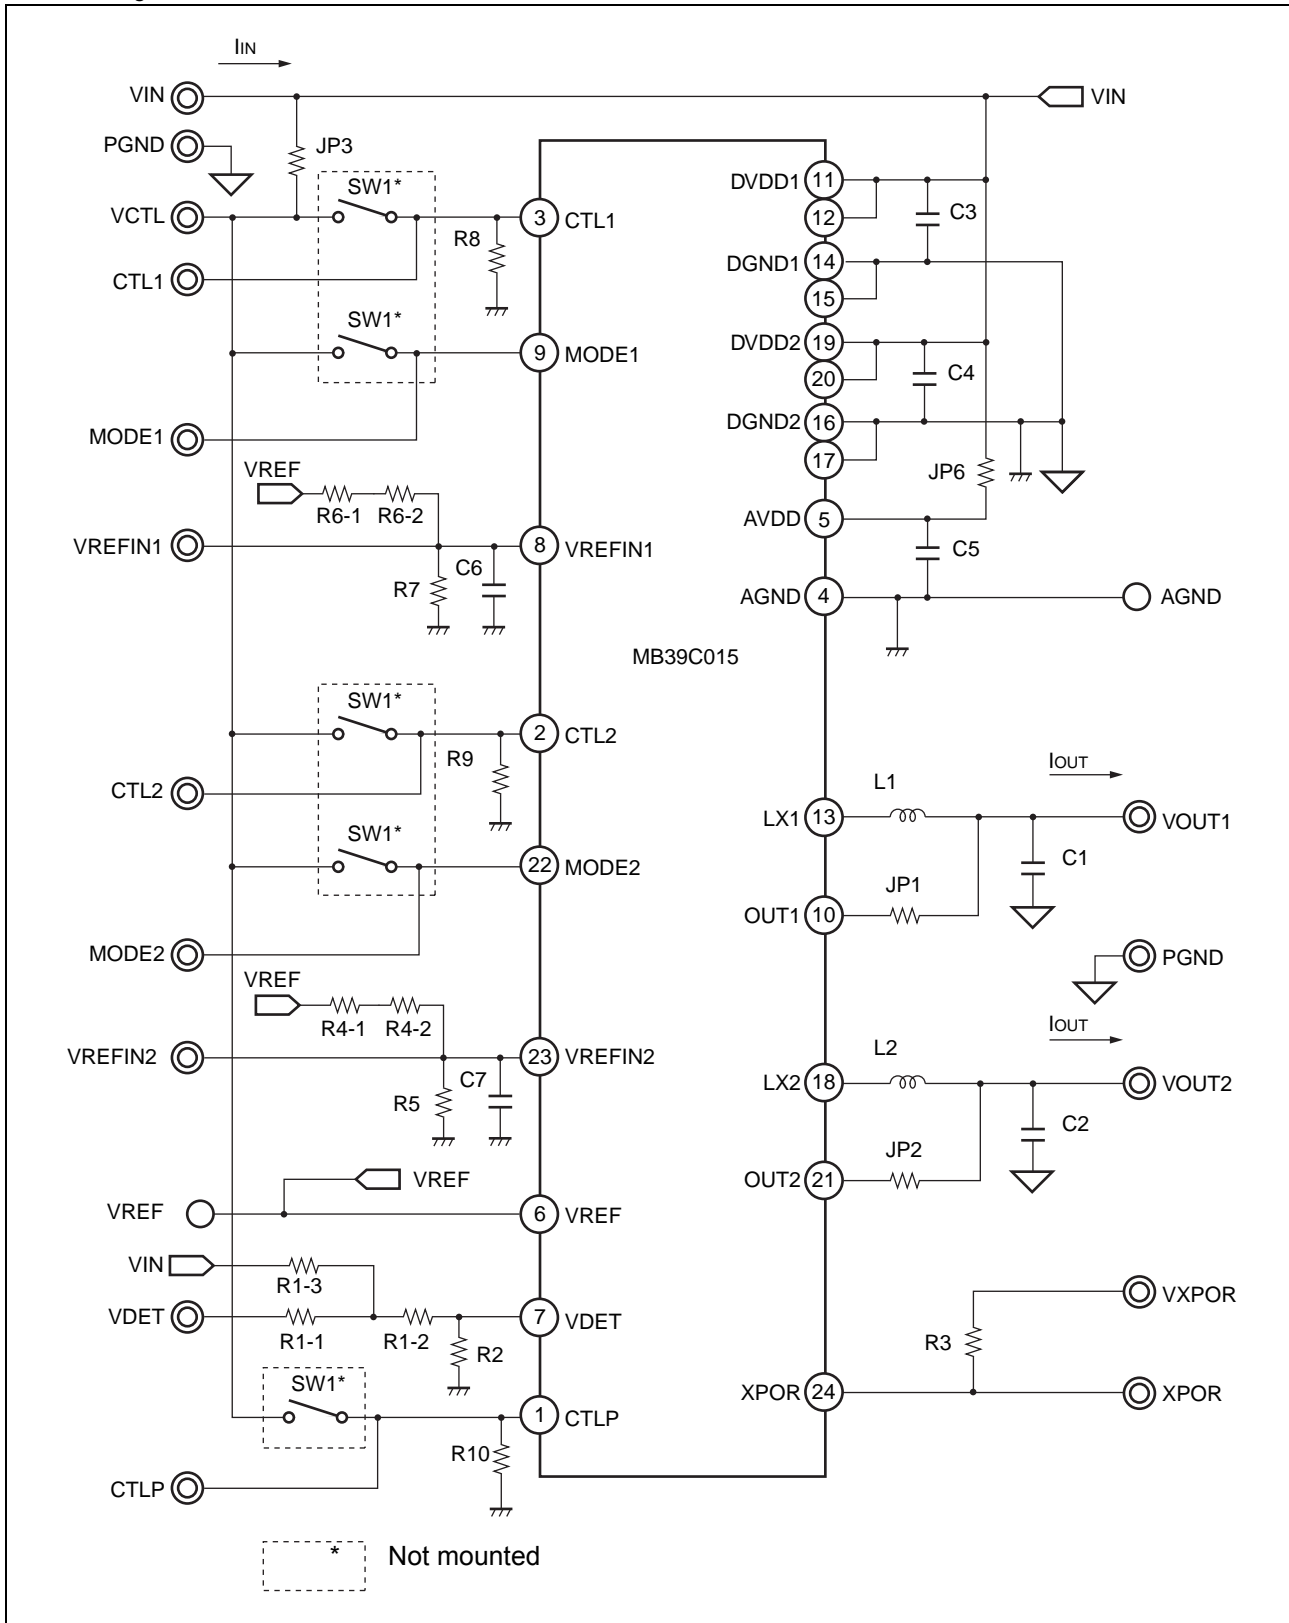 IIN
VIN
VIN
PGND
JP3
SW1*
DVDD1 11
VCTL
3 CTL1
12
C3
R8
DGND1 14
CTL1
15
SW1*
DVDD2 19
9 MODE1
20
C4
DGND2 16
MODE1
17
VREF
JP6
R6-1 R6-2
AVDD 5
VREFIN1
8 VREFIN1
C5
C6
R7
AGND 4
AGND
MB39C015
SW1*
2 CTL2
R9
IOUT
L1
CTL2
LX1 13
VOUT1
SW1*
22 MODE2
C1
JP1
OUT1 10
MODE2
PGND
VREF
R4-1 R4-2
IOUT
VREFIN2
23 VREFIN2
L2
C7
LX2 18
VOUT2
R5
C2
JP2
VREF
OUT2 21
VREF
6 VREF
VIN
R1-3
VXPOR
VDET
7 VDET
R1-1 R1-2
R2
R3
SW1*
XPOR 24
XPOR
1 CTLP
R10
CTLP
* Not mounted